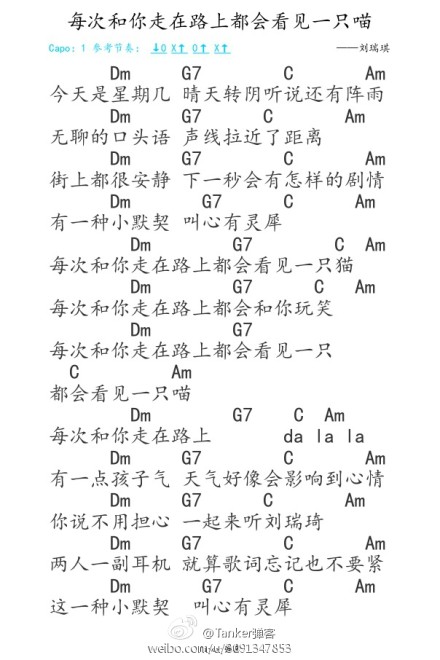 每次和你走在路上都会看见一只喵
Capo：1 参考节奏： ↓O X↑ O↑ X↑ ——刘瑞琪
Dm G7 C Am
今天是星期几 晴天转阴听说还有阵雨
Dm G7 C Am
无聊的口头语 声线拉近了距离
Dm G7 C Am
街上都很安静 下一秒会有怎样的剧情
Dm G7 C Am
有一种小默契 叫心有灵犀
Dm G7 C Am
每次和你走在路上都会看见一只猫
Dm G7 C Am
每次和你走在路上都会和你玩笑
Dm G7
每次和你走在路上都会看见一只
C Am
都会看见一只喵
Dm G7 C Am
每次和你走在路上 da la la
Dm G7 C Am
有一点孩子气 天气好像会影响到心情
Dm G7 C Am
你说不用担心 一起来听刘瑞琦
Dm G7 C Am
两人一副耳机 就算歌词忘记也不要紧
Dm G7 C Am
这一种小默契 叫心有灵犀
@Tanker弹客